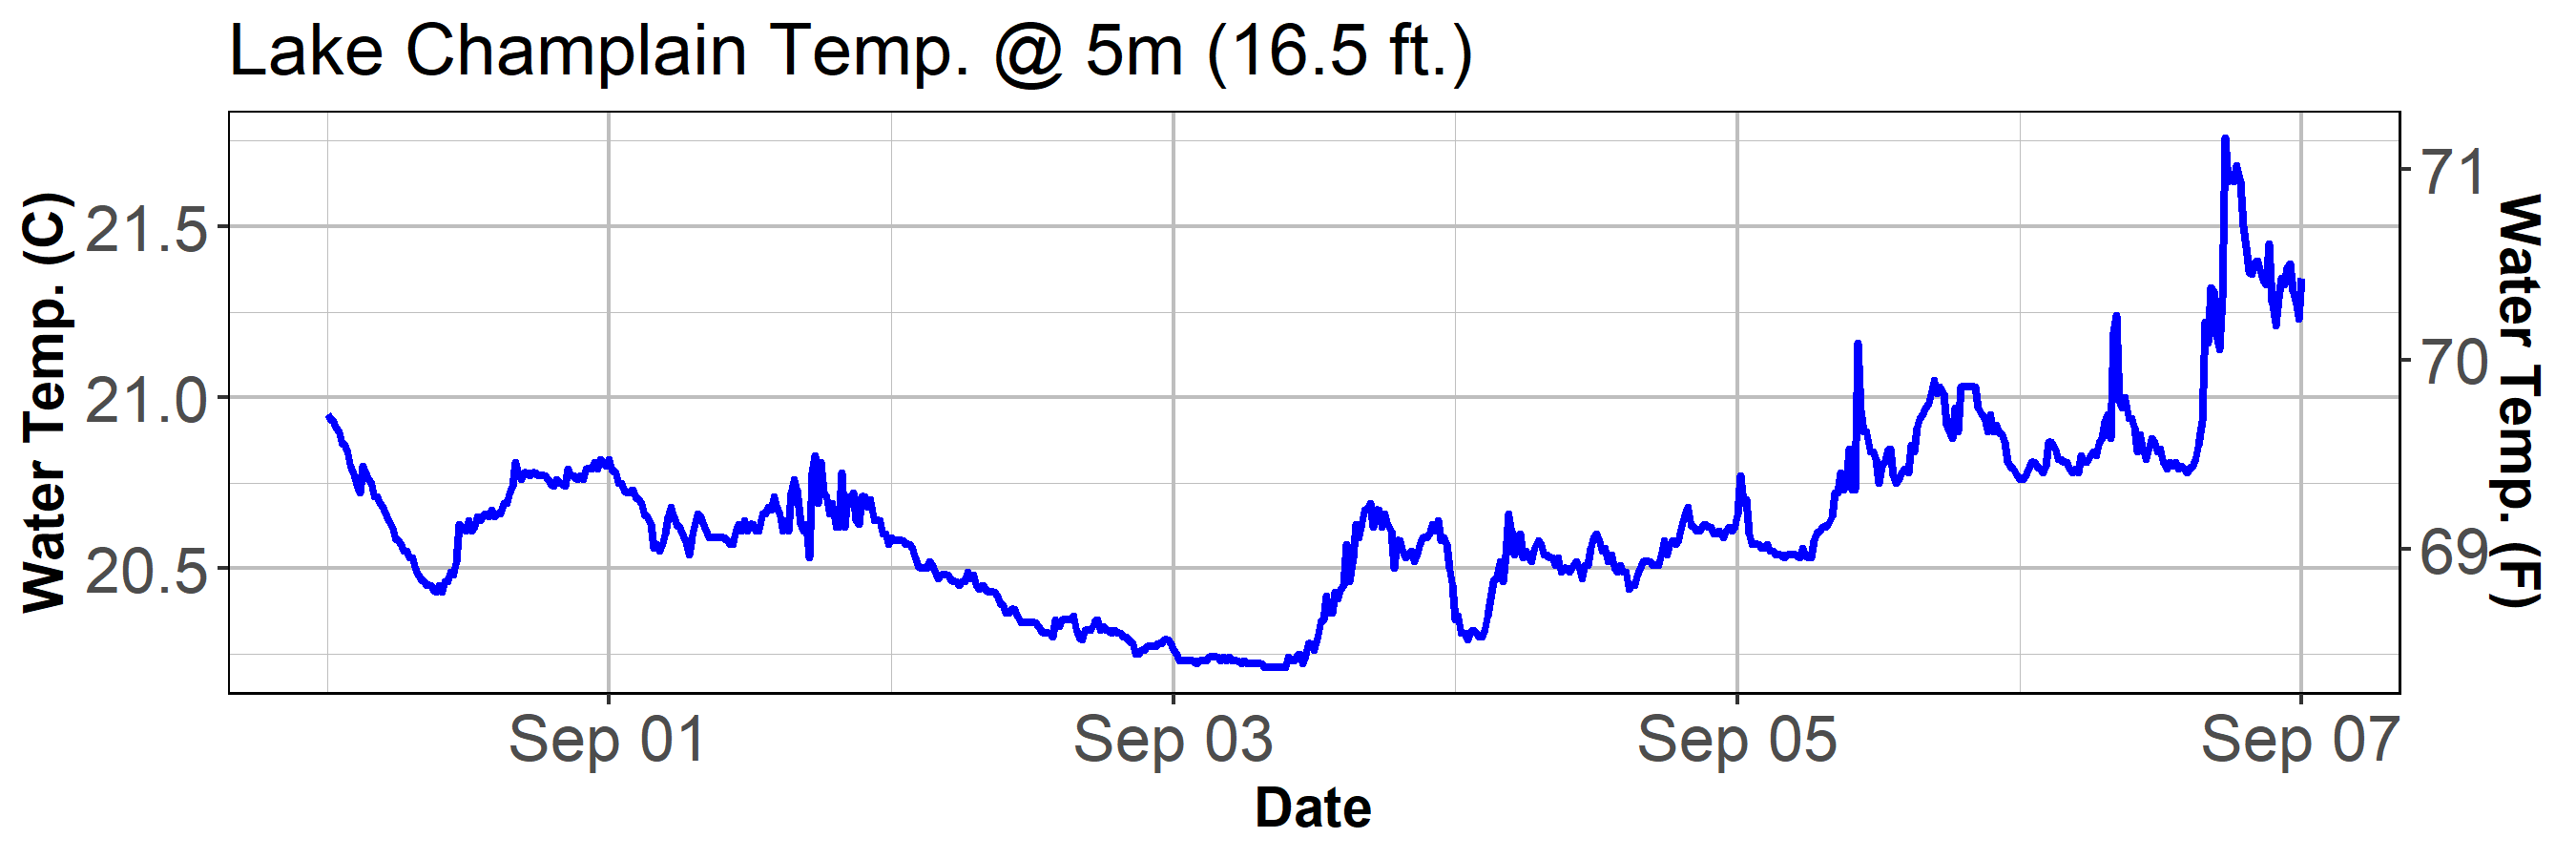 Lake Champlain Temp. @ 5m (16.5 ft.)
Water Temp. (C)
21.5
21.0
20.5
71
70
69
Water Temp. (F)
Sep 01
Sep 03
Sep 05
Sep 07
Date